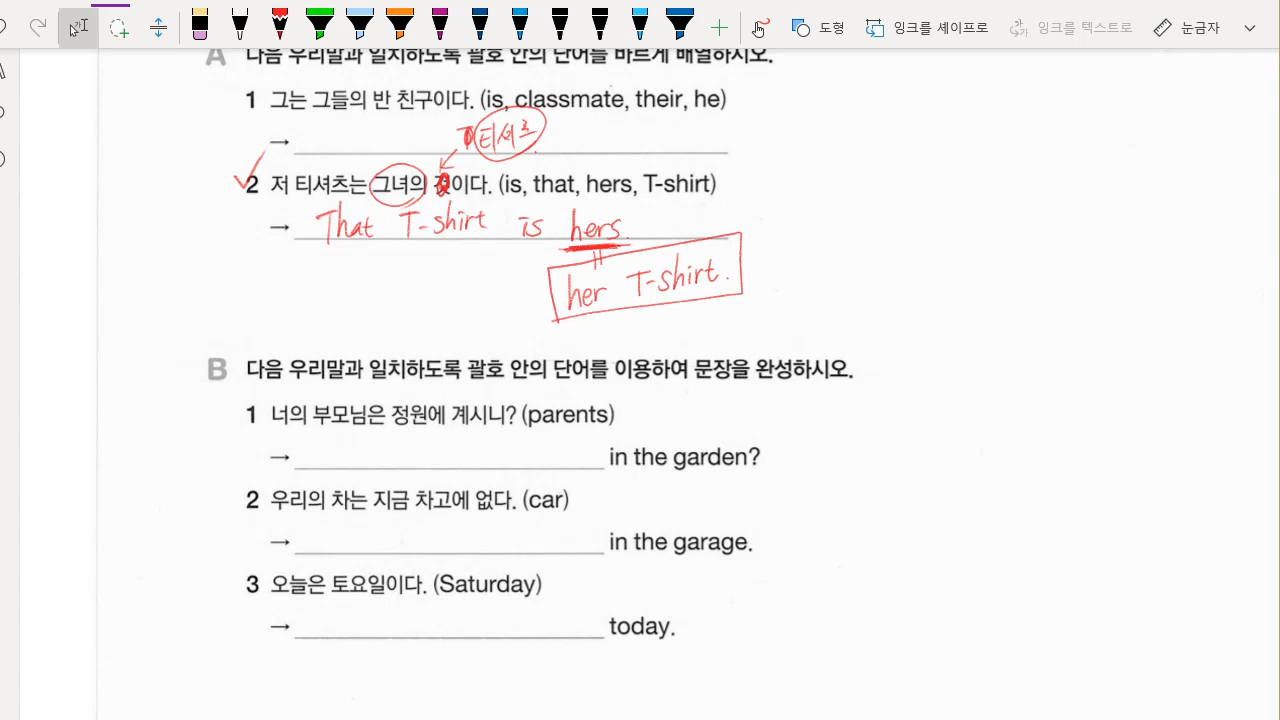 도형
잉크를 셰이프로
잉크를 텍스트로
눈금자
A 다음 우리말과 일치하도록 괄호 안의 단어를 바르게 배열하시오.
1 그는 그들의 반 친구이다. (is, classmate, their, he)
→
티셔츠
2 저 티셔츠는 그녀의 것이다. (is, that, hers, T-shirt)
→ That T-shirt is hers.
her T-shirt.
B 다음 우리말과 일치하도록 괄호 안의 단어를 이용하여 문장을 완성하시오.
1 너의 부모님은 정원에 계시니? (parents)
→ in the garden?
2 우리의 차는 지금 차고에 없다. (car)
→ in the garage.
3 오늘은 토요일이다. (Saturday)
→ today.